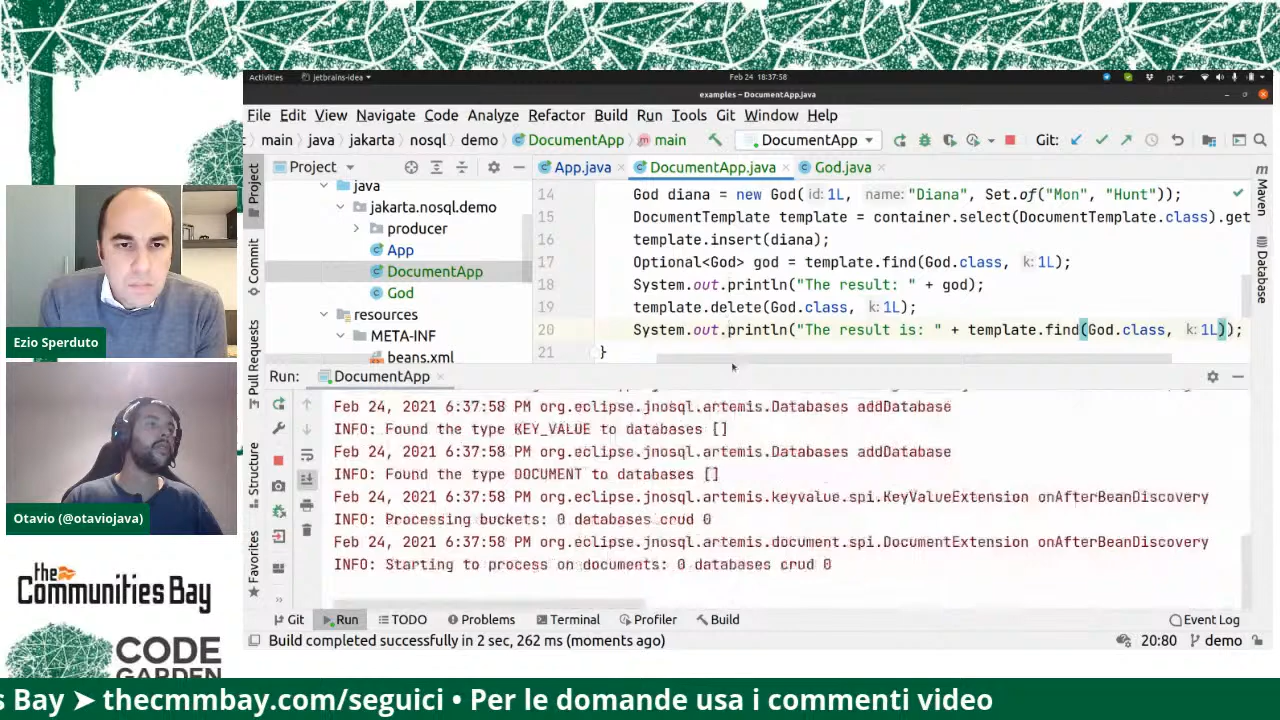 Activities
jetbrains-idea
Feb 24 18:37:58
pt
examples – DocumentApp.java
File Edit View Navigate Code Analyze Refactor Build Run Tools Git Window Help
main java jakarta nosql demo DocumentApp main
DocumentApp
Git:
Project
App.java
DocumentApp.java
God.java
Project
Commit
Pull Requests
Structure
Favorites
Maven
Database
java
jakarta.nosql.demo
producer
App
DocumentApp
God
resources
META-INF
beans.xml
14 God diana = new God( id: 1L, name: "Diana", Set.of("Mon", "Hunt"));
15 DocumentTemplate template = container.select(DocumentTemplate.class).get
16 template.insert(diana);
17 Optional<God> god = template.find(God.class, k: 1L);
18 System.out.println("The result: " + god);
19 template.delete(God.class, k: 1L);
20 System.out.println("The result is: " + template.find(God.class, k: 1L));
21 }
Run: DocumentApp
Feb 24, 2021 6:37:58 PM org.eclipse.jnosql.artemis.Databases addDatabase
INFO: Found the type KEY_VALUE to databases []
Feb 24, 2021 6:37:58 PM org.eclipse.jnosql.artemis.Databases addDatabase
INFO: Found the type DOCUMENT to databases []
Feb 24, 2021 6:37:58 PM org.eclipse.jnosql.artemis.keyvalue.spi.KeyValueExtension onAfterBeanDiscovery
INFO: Processing buckets: 0 databases crud 0
Feb 24, 2021 6:37:58 PM org.eclipse.jnosql.artemis.document.spi.DocumentExtension onAfterBeanDiscovery
INFO: Starting to process on documents: 0 databases crud 0
Git Run TODO Problems Terminal Profiler Build Event Log
Build completed successfully in 2 sec, 262 ms (moments ago)
20:80
demo
Ezio Sperduto
Otavio (@otaviojava)
the
Communities Bay
CODE
GARDEN
s Bay ➤ thecmmbay.com/seguici • Per le domande usa i commenti video